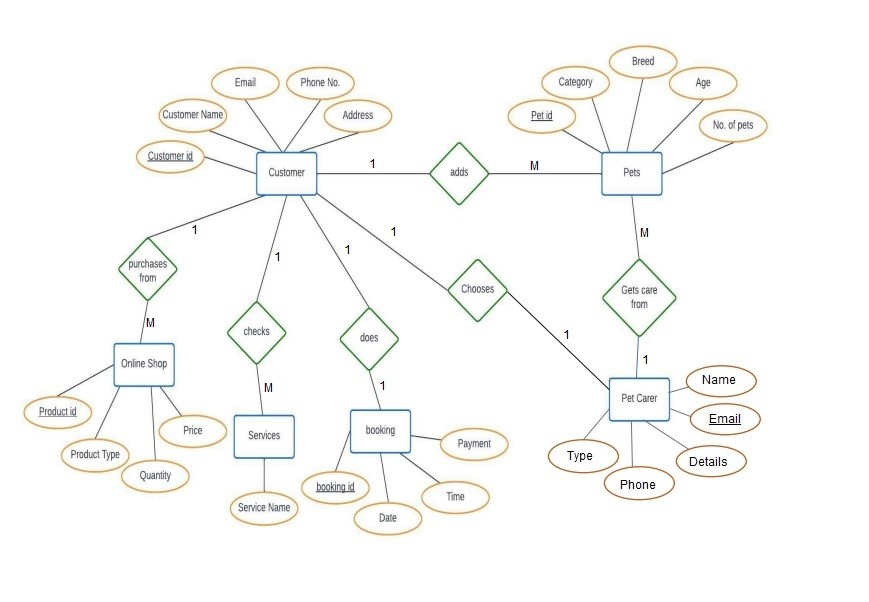 Breed
Email
Phone No.
Category
Age
Customer Name
Address
Pet id
No. of pets
Customer id
Customer
1
adds
M
Pets
1
1
1
1
M
purchases
from
Chooses
Gets care
from
M
checks
does
1
1
Online Shop
M
1
Name
Pet Carer
Product id
Price
Services
booking
Payment
Email
Product Type
Quantity
Type
Details
Phone
booking id
Time
Service Name
Date